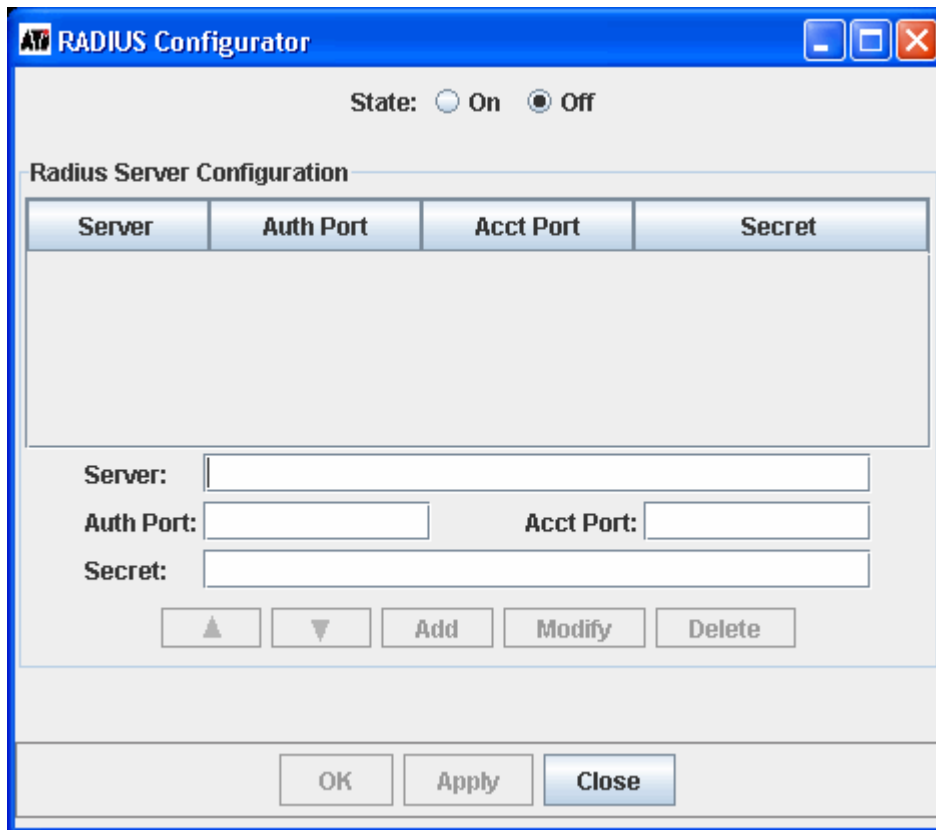 ATi RADIUS Configurator
State: On Off
Radius Server Configuration
Server Auth Port Acct Port Secret
Server:
Auth Port: Acct Port:
Secret:
Add Modify Delete
OK Apply Close